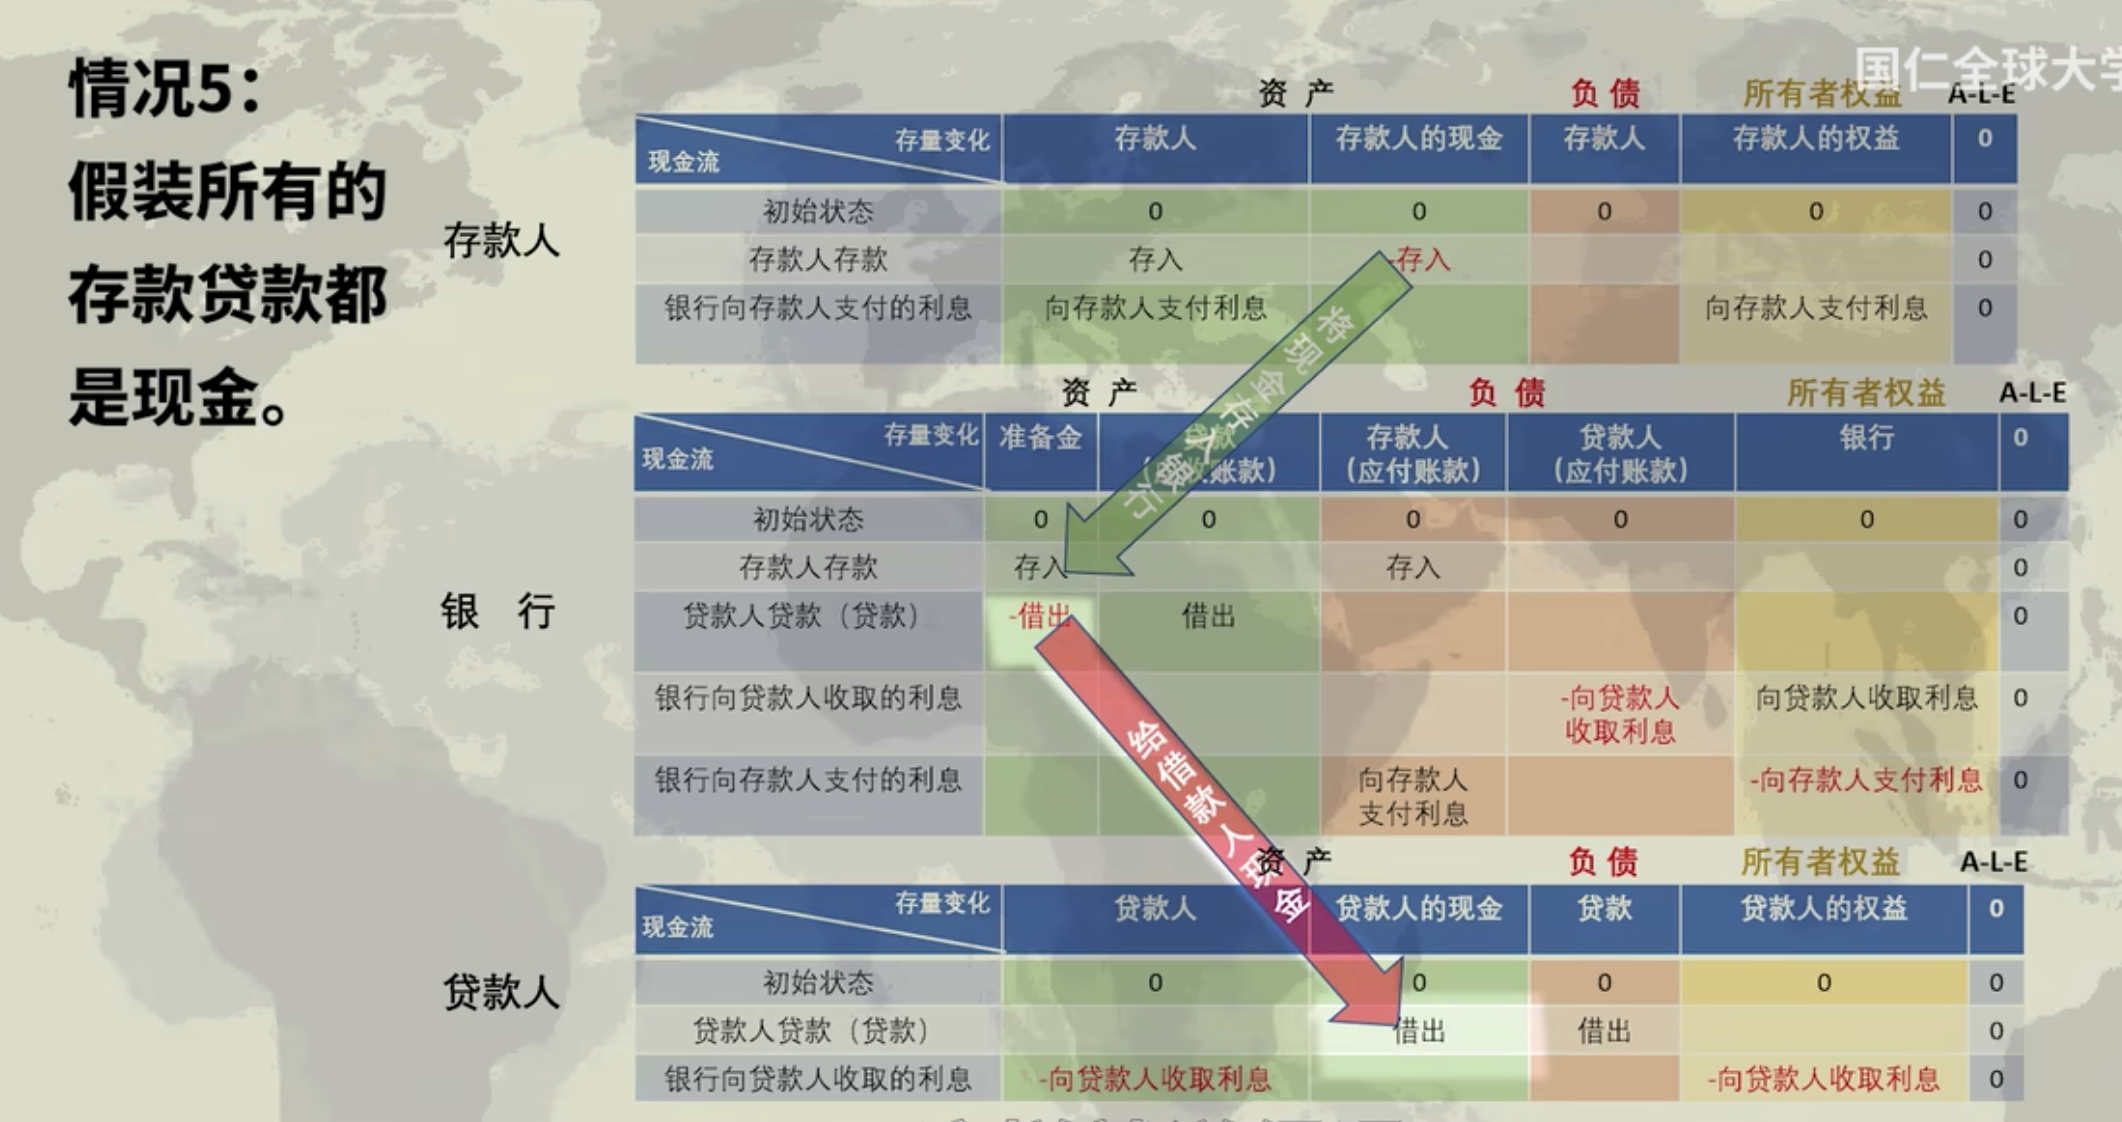 情况5：
假装所有的
存款贷款都
是现金。
国仁全球大学
资 产 负 债 所有者权益 A-L-E
存款人
存量变化 现金流 存款人 存款人的现金 存款人 存款人的权益 0
初始状态 0 0 0 0 0
存款人存款 存入 -存入 0
银行向存款人支付的利息 向存款人支付利息 向存款人支付利息 0
将现金存入银行
资 产 负 债 所有者权益 A-L-E
银 行
存量变化 现金流 准备金 贷款 存款人 贷款人 银行 0
账款） （应付账款） （应付账款）
初始状态 0 0 0 0 0 0
存款人存款 存入 存入 0
贷款人贷款（贷款） -借出 借出 0
银行向贷款人收取的利息 -向贷款人 向贷款人收取利息 0
收取利息
银行向存款人支付的利息 向存款人 -向存款人支付利息 0
支付利息
给借款人现金
资 产 负 债 所有者权益 A-L-E
贷款人
存量变化 现金流 贷款人 贷款人的现金 贷款 贷款人的权益 0
初始状态 0 0 0 0 0
贷款人贷款（贷款） 借出 借出 0
银行向贷款人收取的利息 -向贷款人收取利息 -向贷款人收取利息 0